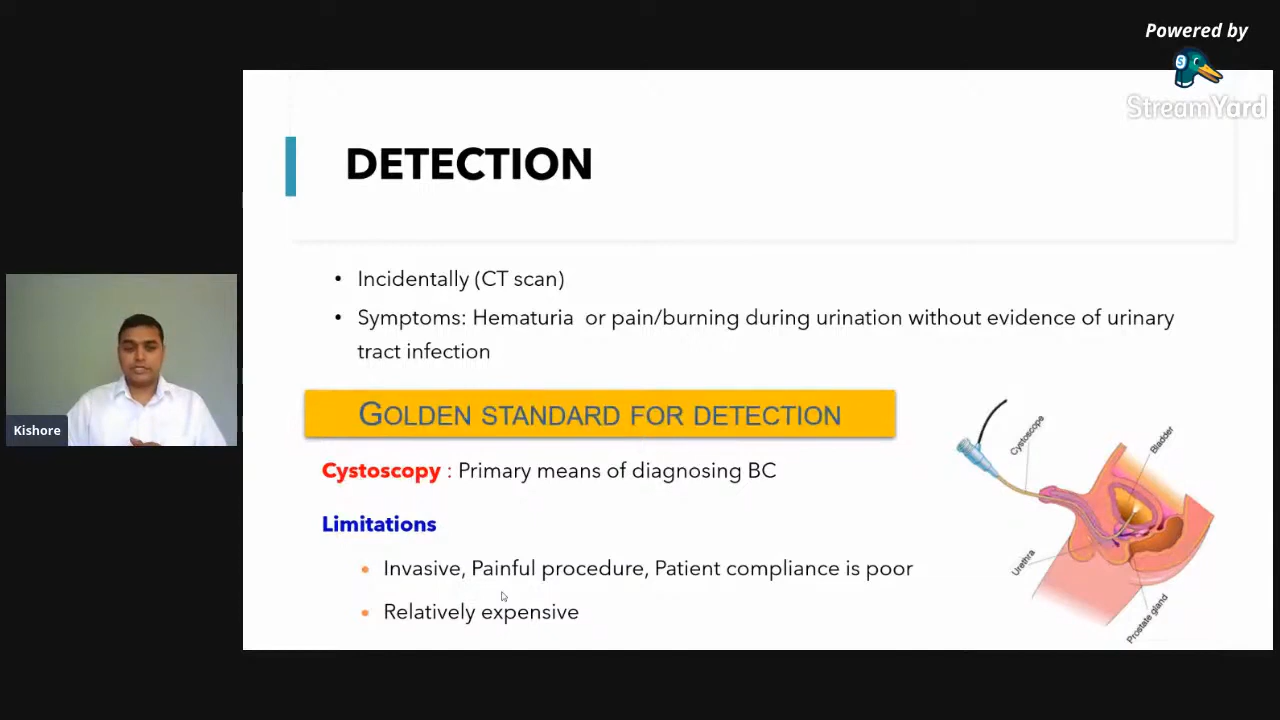 Powered by
StreamYard
DETECTION
• Incidentally (CT scan)
• Symptoms: Hematuria or pain/burning during urination without evidence of urinary
tract infection
GOLDEN STANDARD FOR DETECTION
Cystoscopy : Primary means of diagnosing BC
Limitations
• Invasive, Painful procedure, Patient compliance is poor
• Relatively expensive
Cystoscope
Bladder
Urethra
Prostate gland
Kishore